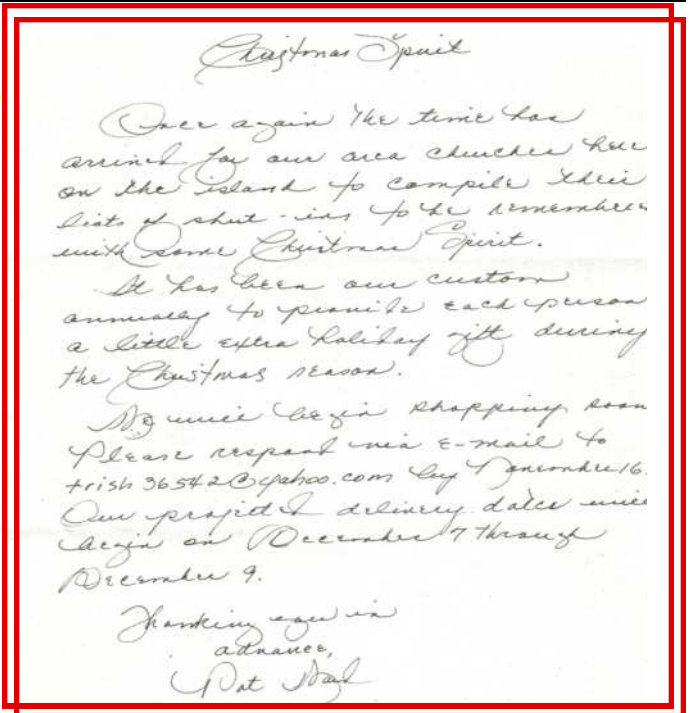 Christmas Spirit
Once again the time has
arrived for our area churches here
on the island to compile their
lists of shut-ins to be remembered
with some Christmas Spirit.
It has been our custom
annually to provide each person
a little extra holiday gift during
the Christmas season.
We will begin shopping soon
Please respond via e-mail to
trish36542@yahoo.com by November 16.
Our projected delivery dates will
begin on December 7 through
December 9.
Thanking you in
advance,
Pat